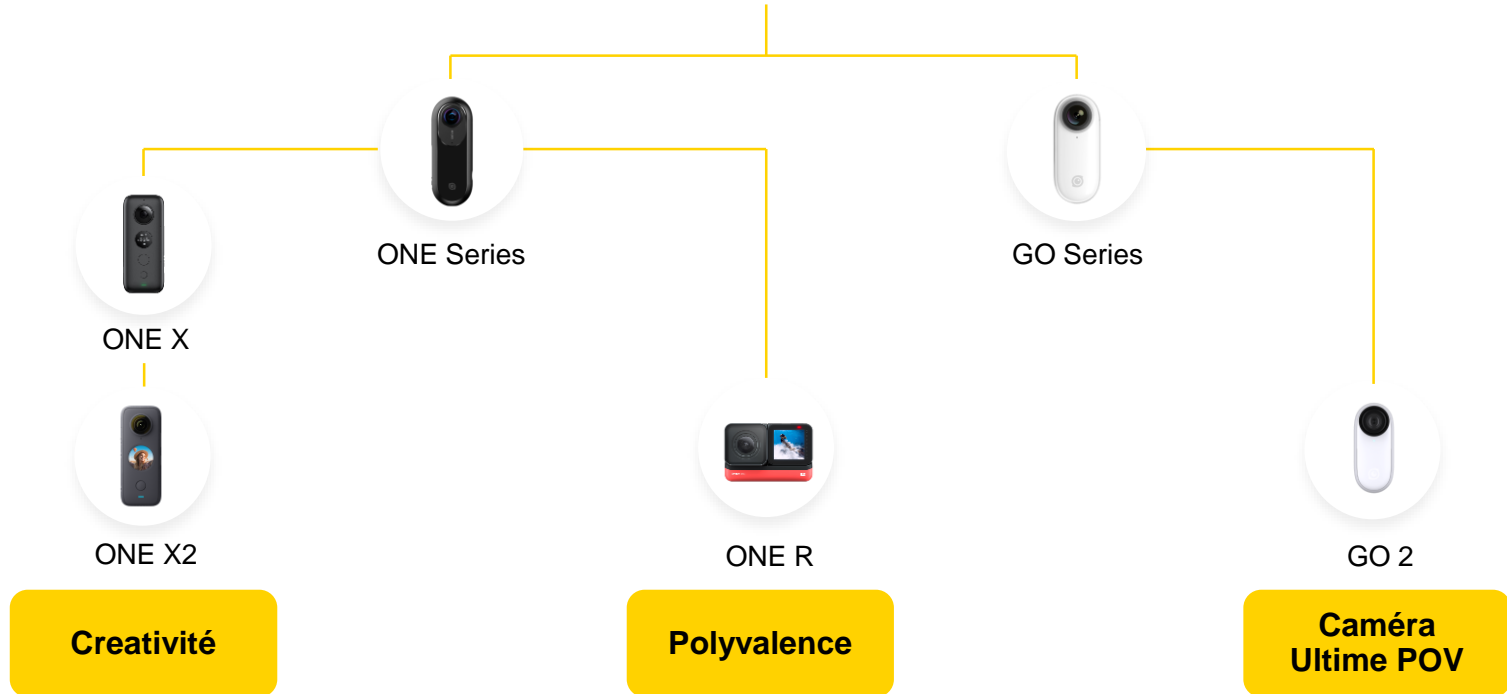 ONE Series
GO Series
ONE X
ONE X2
ONE R
GO 2
Creativité
Polyvalence
Caméra
Ultime POV